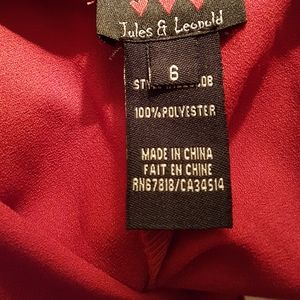 Jules & Leopold
6
100%POLYESTER
MADE IN CHINA
FAIT EN CHINE
RN67818/CA34514